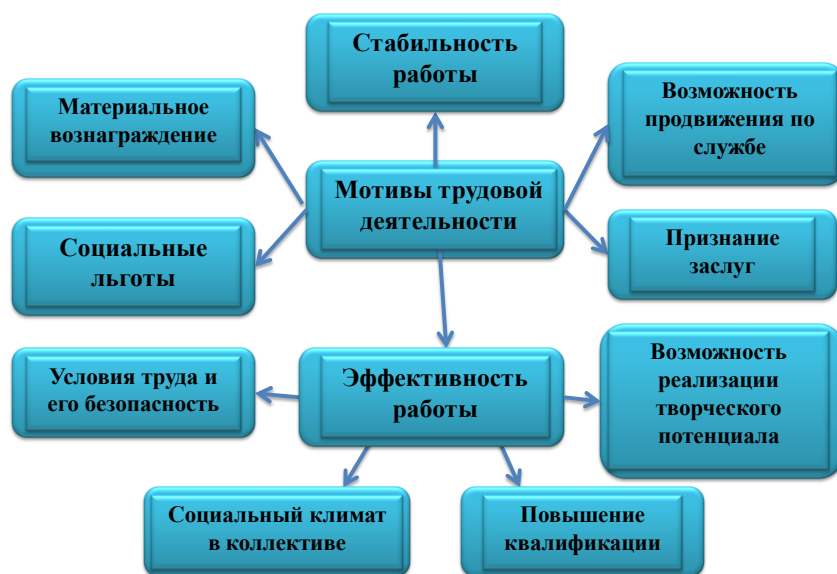 Стабильность
работы
Материальное
вознаграждение
Возможность
продвижения по
службе
Мотивы трудовой
деятельности
Социальные
льготы
Признание
заслуг
Условия труда и
его безопасность
Эффективность
работы
Возможность
реализации
творческого
потенциала
Социальный климат
в коллективе
Повышение
квалификации